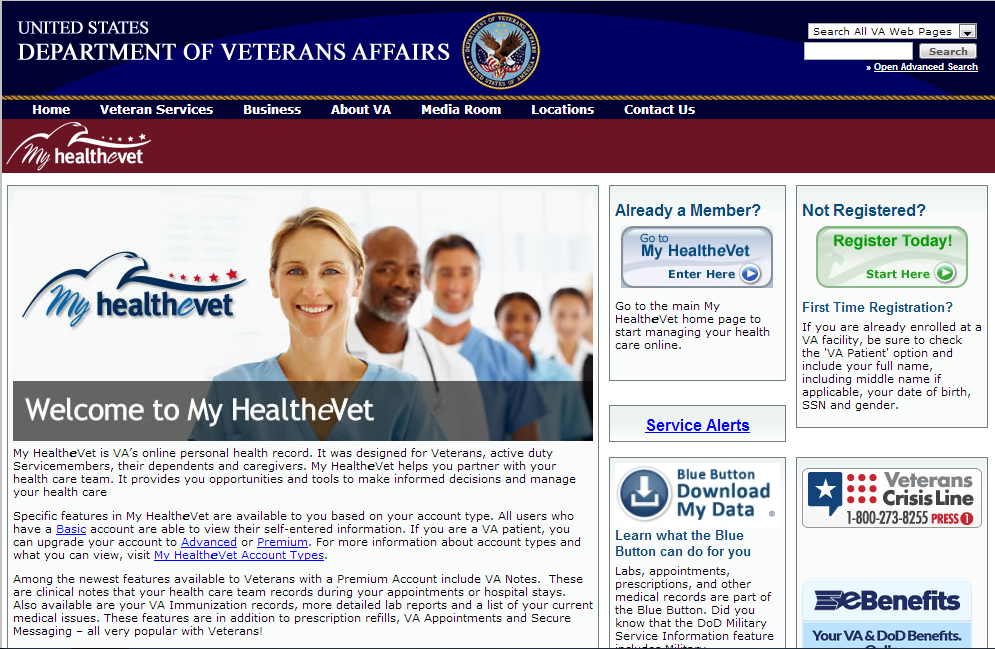 UNITED STATES
DEPARTMENT OF VETERANS AFFAIRS
DEPARTMENT OF VETERANS AFFAIRS
UNITED STATES OF AMERICA
Search All VA Web Pages
Search
» Open Advanced Search
Home Veteran Services Business About VA Media Room Locations Contact Us
My healthevet
My healthevet
Welcome to My HealtheVet
My HealtheVet is VA's online personal health record. It was designed for Veterans, active duty
Servicemembers, their dependents and caregivers. My HealtheVet helps you partner with your
health care team. It provides you opportunities and tools to make informed decisions and manage
your health care
Specific features in My HealtheVet are available to you based on your account type. All users who
have a Basic account are able to view their self-entered information. If you are a VA patient, you
can upgrade your account to Advanced or Premium. For more information about account types and
what you can view, visit My HealtheVet Account Types.
Among the newest features available to Veterans with a Premium Account include VA Notes. These
are clinical notes that your health care team records during your appointments or hospital stays.
Also available are your VA Immunization records, more detailed lab reports and a list of your current
medical issues. These features are in addition to prescription refills, VA Appointments and Secure
Messaging – all very popular with Veterans!
Already a Member?
Go to
My HealtheVet
Enter Here
Go to the main My
HealtheVet home page to
start managing your health
care online.
Service Alerts
Blue Button
Download
My Data ®
Learn what the Blue
Button can do for you
Labs, appointments,
prescriptions, and other
medical records are part of
the Blue Button. Did you
know that the DoD Military
Service Information feature
includes Military
Not Registered?
Register Today!
Start Here
First Time Registration?
If you are already enrolled at a
VA facility, be sure to check
the 'VA Patient' option and
include your full name,
including middle name if
applicable, your date of birth,
SSN and gender.
Veterans
Crisis Line
1-800-273-8255 PRESS 1
eBenefits
Your VA & DoD Benefits.
Online